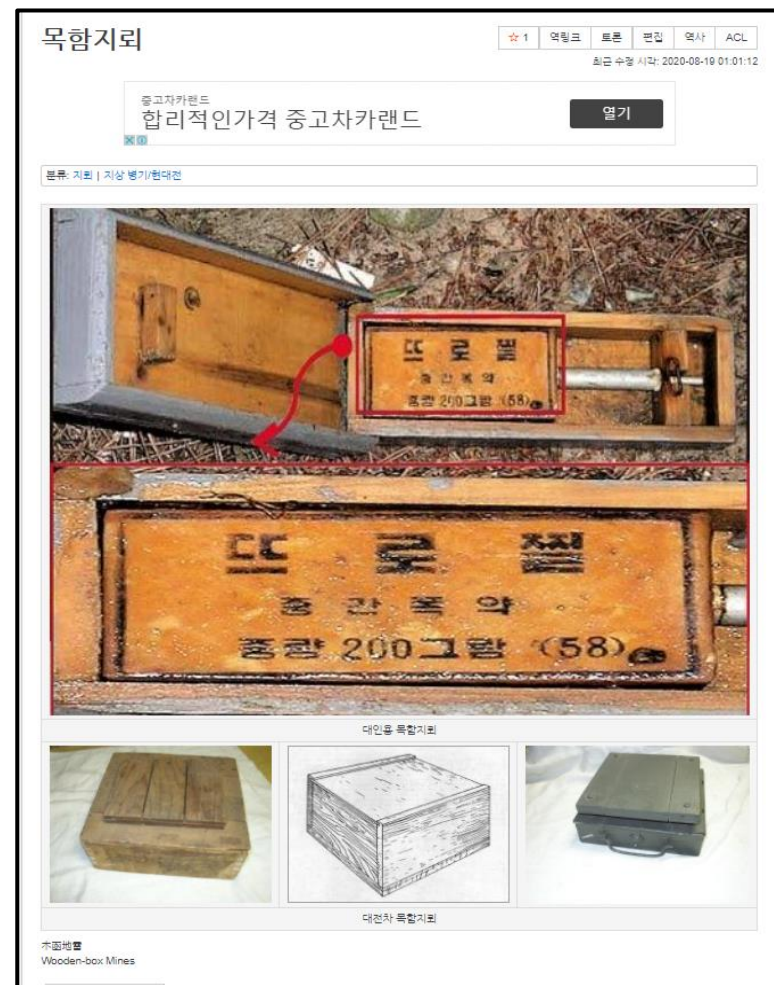 목함지뢰
☆ 1 역링크 토론 편집 역사 ACL
최근 수정 시각: 2020-08-19 01:01:12
중고차카랜드
합리적인가격 중고차카랜드
열기
분류: 지뢰 | 지상 병기/현대전
뜨로찔
중간폭약
중량 200그람 (58)
뜨로찔
중간폭약
중량 200그람 (58)
대인용 목함지뢰
대전차 목함지뢰
木函地雷
Wooden-box Mines